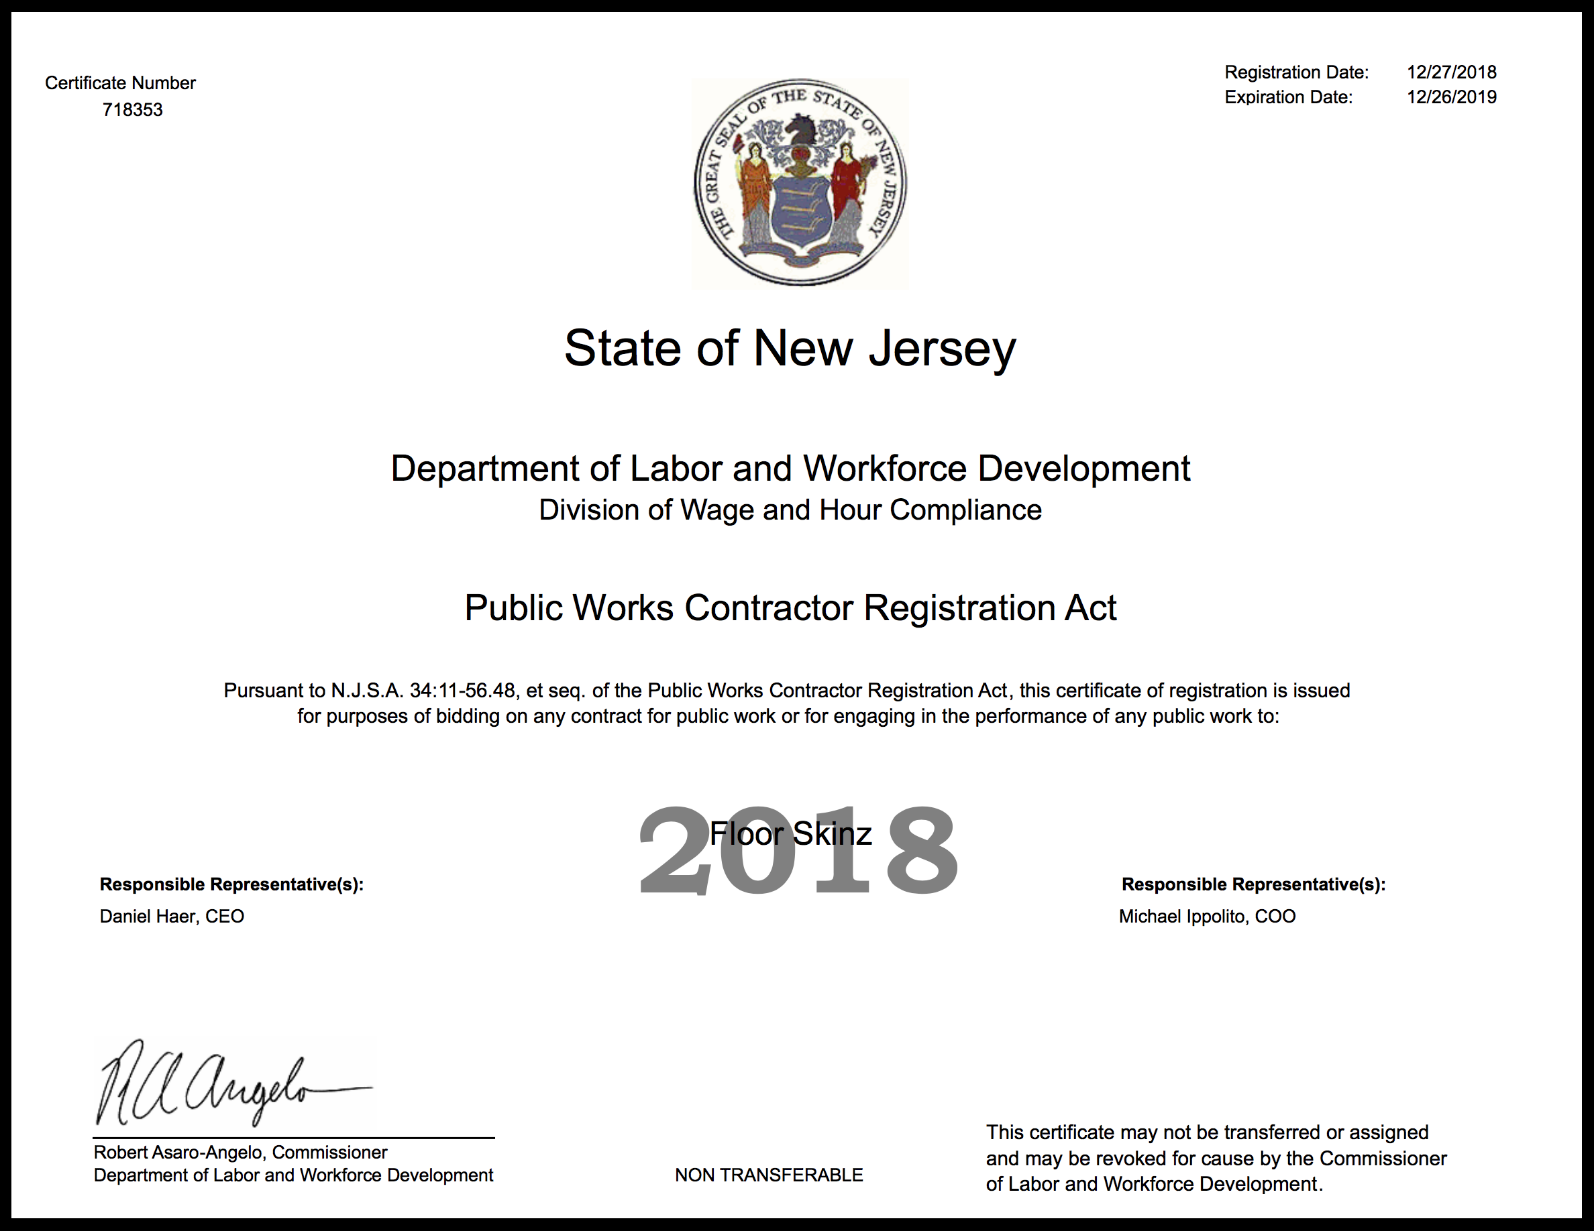 Certificate Number
718353
Registration Date: 12/27/2018
Expiration Date: 12/26/2019
THE GREAT SEAL OF THE STATE OF NEW JERSEY
State of New Jersey
Department of Labor and Workforce Development
Division of Wage and Hour Compliance
Public Works Contractor Registration Act
Pursuant to N.J.S.A. 34:11-56.48, et seq. of the Public Works Contractor Registration Act, this certificate of registration is issued
for purposes of bidding on any contract for public work or for engaging in the performance of any public work to:
2018
Floor Skinz
Responsible Representative(s):
Daniel Haer, CEO
Responsible Representative(s):
Michael Ippolito, COO
RA Angelo
Robert Asaro-Angelo, Commissioner
Department of Labor and Workforce Development
NON TRANSFERABLE
This certificate may not be transferred or assigned
and may be revoked for cause by the Commissioner
of Labor and Workforce Development.